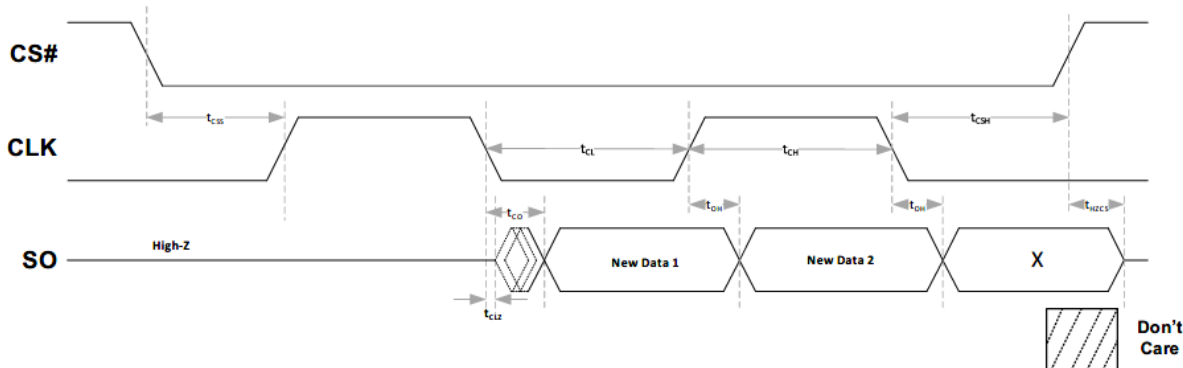 CS#
tCSS
tCSH
CLK
tCL
tCH
tCO
tOH
tOH
tHZCS
High-Z
SO
New Data 1
New Data 2
X
tCLZ
Don't
Care